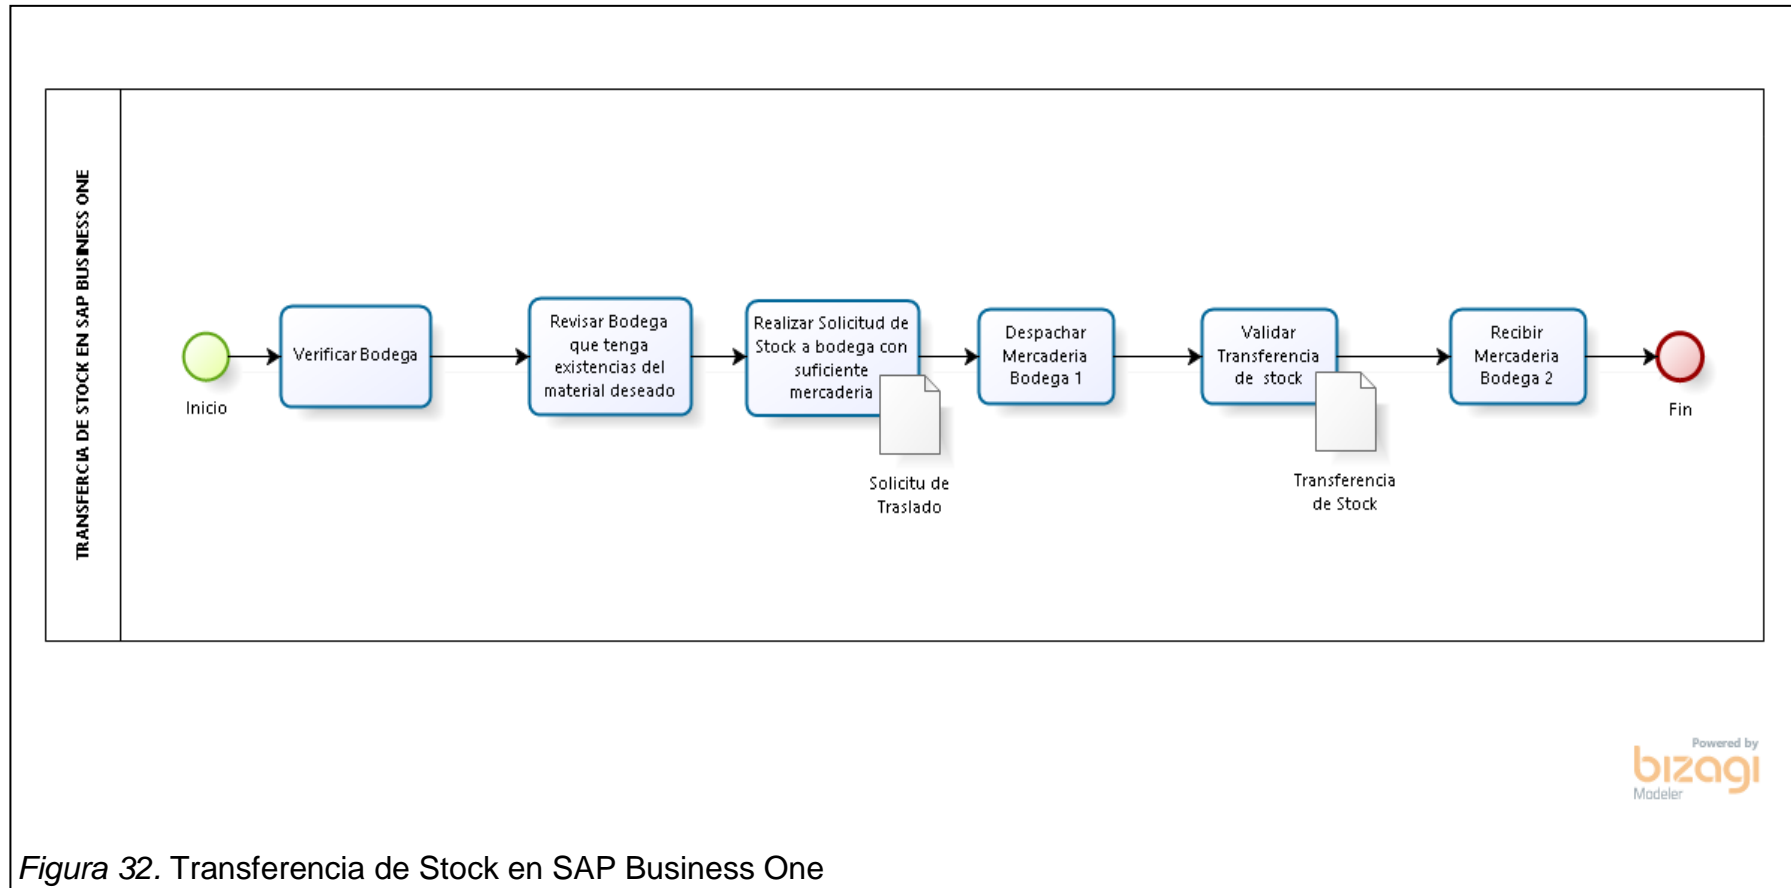 TRANSFERCIA DE STOCK EN SAP BUSINESS ONE
Inicio
Verificar Bodega
Revisar Bodega
que tenga
existencias del
material deseado
Realizar Solicitud de
Stock a bodega con
suficiente
mercaderia
Solicitu de
Traslado
Despachar
Mercaderia
Bodega 1
Validar
Transferencia
de stock
Transferencia
de Stock
Recibir
Mercaderia
Bodega 2
Fin
Powered by
bizagi
Modeler
Figura 32. Transferencia de Stock en SAP Business One